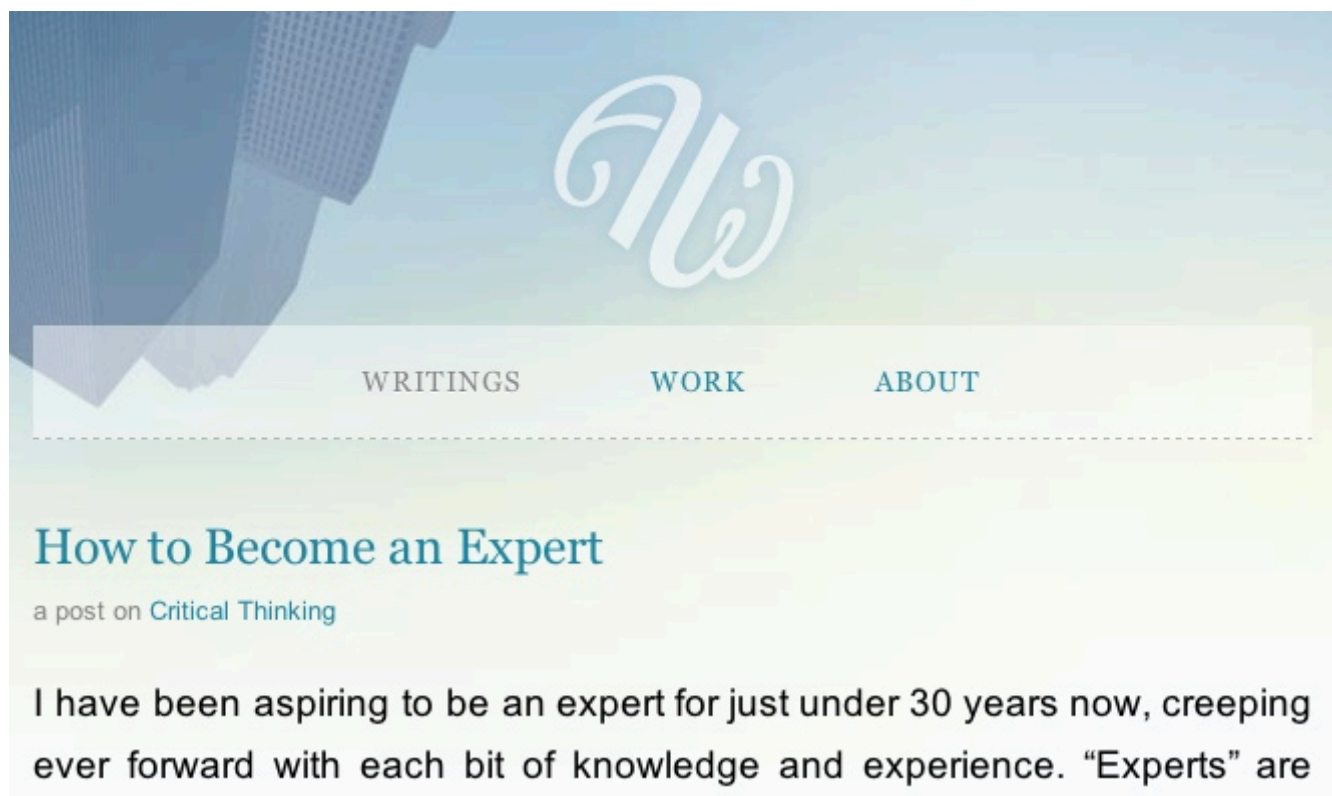 AW
WRITINGS WORK ABOUT
How to Become an Expert
a post on Critical Thinking
I have been aspiring to be an expert for just under 30 years now, creeping
ever forward with each bit of knowledge and experience. “Experts” are